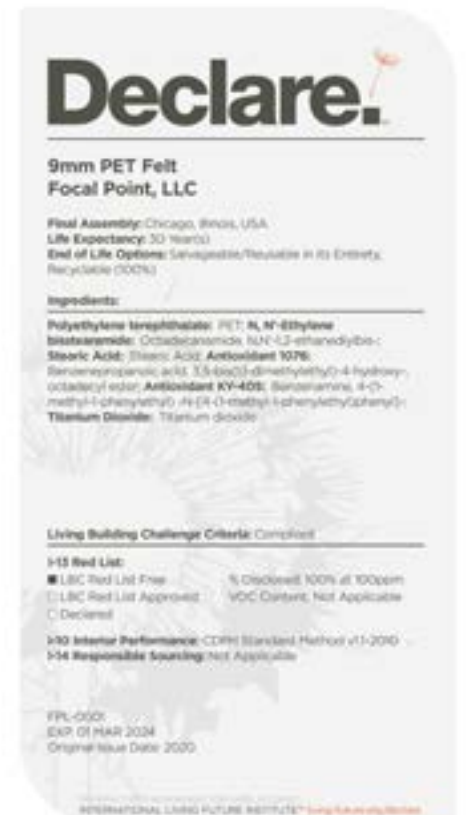 Declare.
9mm PET Felt
Focal Point, LLC
Final Assembly: Chicago, Illinois, USA
Life Expectancy: 30 Year(s)
End of Life Options: Salvageable/Reusable in its Entirety,
Recyclable (100%)
Ingredients:
Polyethylene terephthalate: PET; N, N'-Ethylene
bisstearamide: Octadecanamide, N,N'-1,2-ethanediylbis-;
Stearic Acid: Stearic Acid; Antioxidant 1076:
Benzenepropanoic acid, 3,5-bis(1,1-dimethylethyl)-4-hydroxy-,
octadecyl ester; Antioxidant KY-405: Benzenamine, 4-(1-
methyl-1-phenylethyl)-N-[4-(1-methyl-1-phenylethyl)phenyl]-;
Titanium Dioxide: Titanium dioxide
Living Building Challenge Criteria: Compliant
I-13 Red List:
LBC Red List Free % Disclosed: 100% at 100ppm
LBC Red List Approved VOC Content: Not Applicable
Declared
I-10 Interior Performance: CDPH Standard Method v1.1-2010
I-14 Responsible Sourcing: Not Applicable
FPL-0001
EXP. 01 MAR 2024
Original Issue Date: 2020
INTERNATIONAL LIVING FUTURE INSTITUTE™ living-future.org/declare